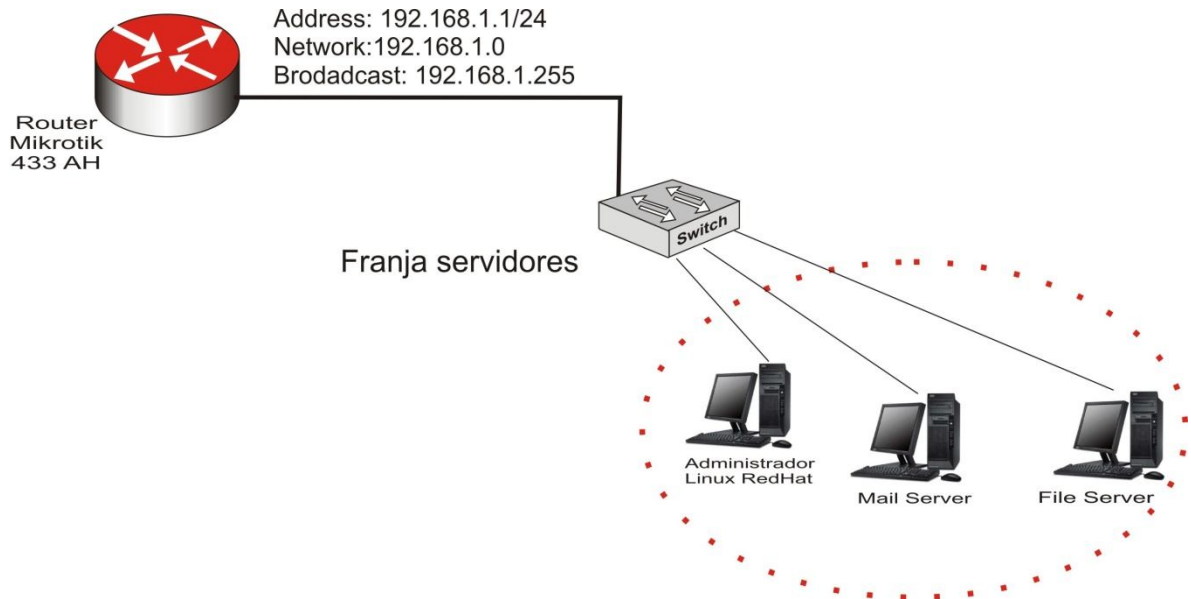 Address: 192.168.1.1/24
Network:192.168.1.0
Brodadcast: 192.168.1.255
Router
Mikrotik
433 AH
Switch
Franja servidores
Administrador
Linux RedHat
Mail Server
File Server